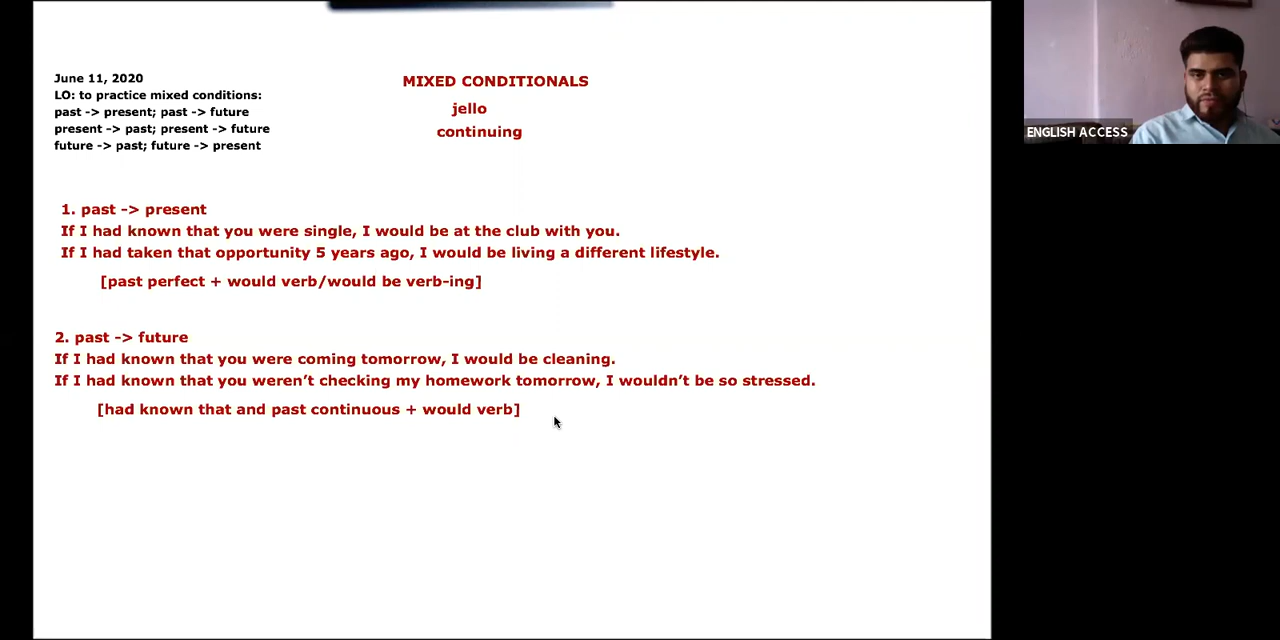 June 11, 2020
LO: to practice mixed conditions:
past -> present; past -> future
present -> past; present -> future
future -> past; future -> present
MIXED CONDITIONALS
jello
continuing
1. past -> present
If I had known that you were single, I would be at the club with you.
If I had taken that opportunity 5 years ago, I would be living a different lifestyle.
[past perfect + would verb/would be verb-ing]
2. past -> future
If I had known that you were coming tomorrow, I would be cleaning.
If I had known that you weren’t checking my homework tomorrow, I wouldn’t be so stressed.
[had known that and past continuous + would verb]
ENGLISH ACCESS